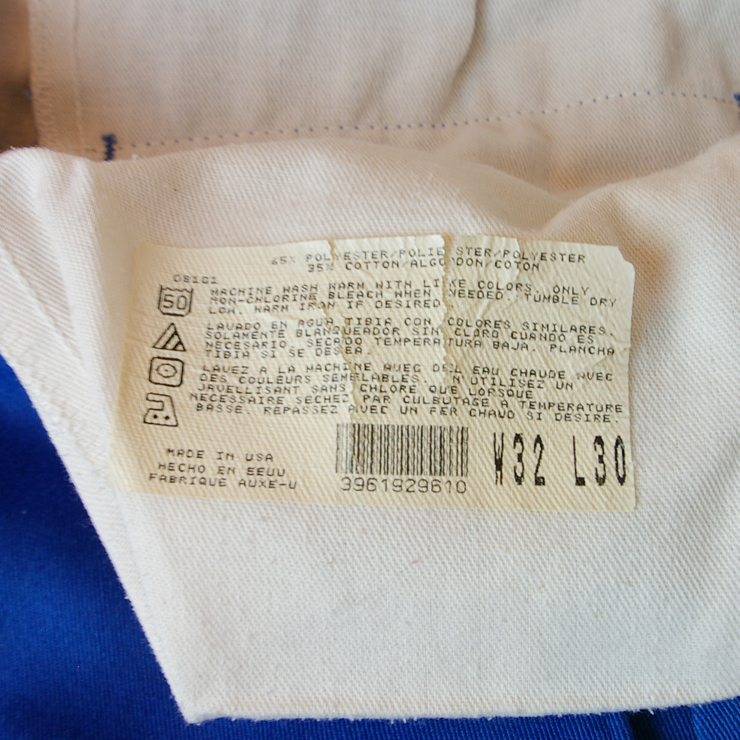 65% POLYESTER/POLIESTER/POLYESTER
35% COTTON/ALGODON/COTON
08101
MACHINE WASH WARM WITH LIKE COLORS. ONLY
NON-CHLORINE BLEACH WHEN NEEDED. TUMBLE DRY
LOW. WARM IRON IF DESIRED.
50
LAVADO EN AGUA TIBIA CON COLORES SIMILARES.
SOLAMENTE BLANQUEADOR SIN CLORO CUANDO ES
NECESARIO. SECADO TEMPERATURA BAJA. PLANCHA
TIBIA SI SE DESEA.
LAVEZ A LA MACHINE AVEC DE L EAU CHAUDE AVEC
DES COULEURS SEMBLABLES. N'UTILISEZ UN
JAVELLISANT SANS CHLORE QUE LORSQUE
NECESSAIRE SECHEZ PAR CULBUTAGE A TEMPERATURE
BASSE. REPASSEZ AVEC UN FER CHAUD SI DESIRE.
MADE IN USA
HECHO EN EEUU
FABRIQUE AUXE-U
3961929610
W32 L30